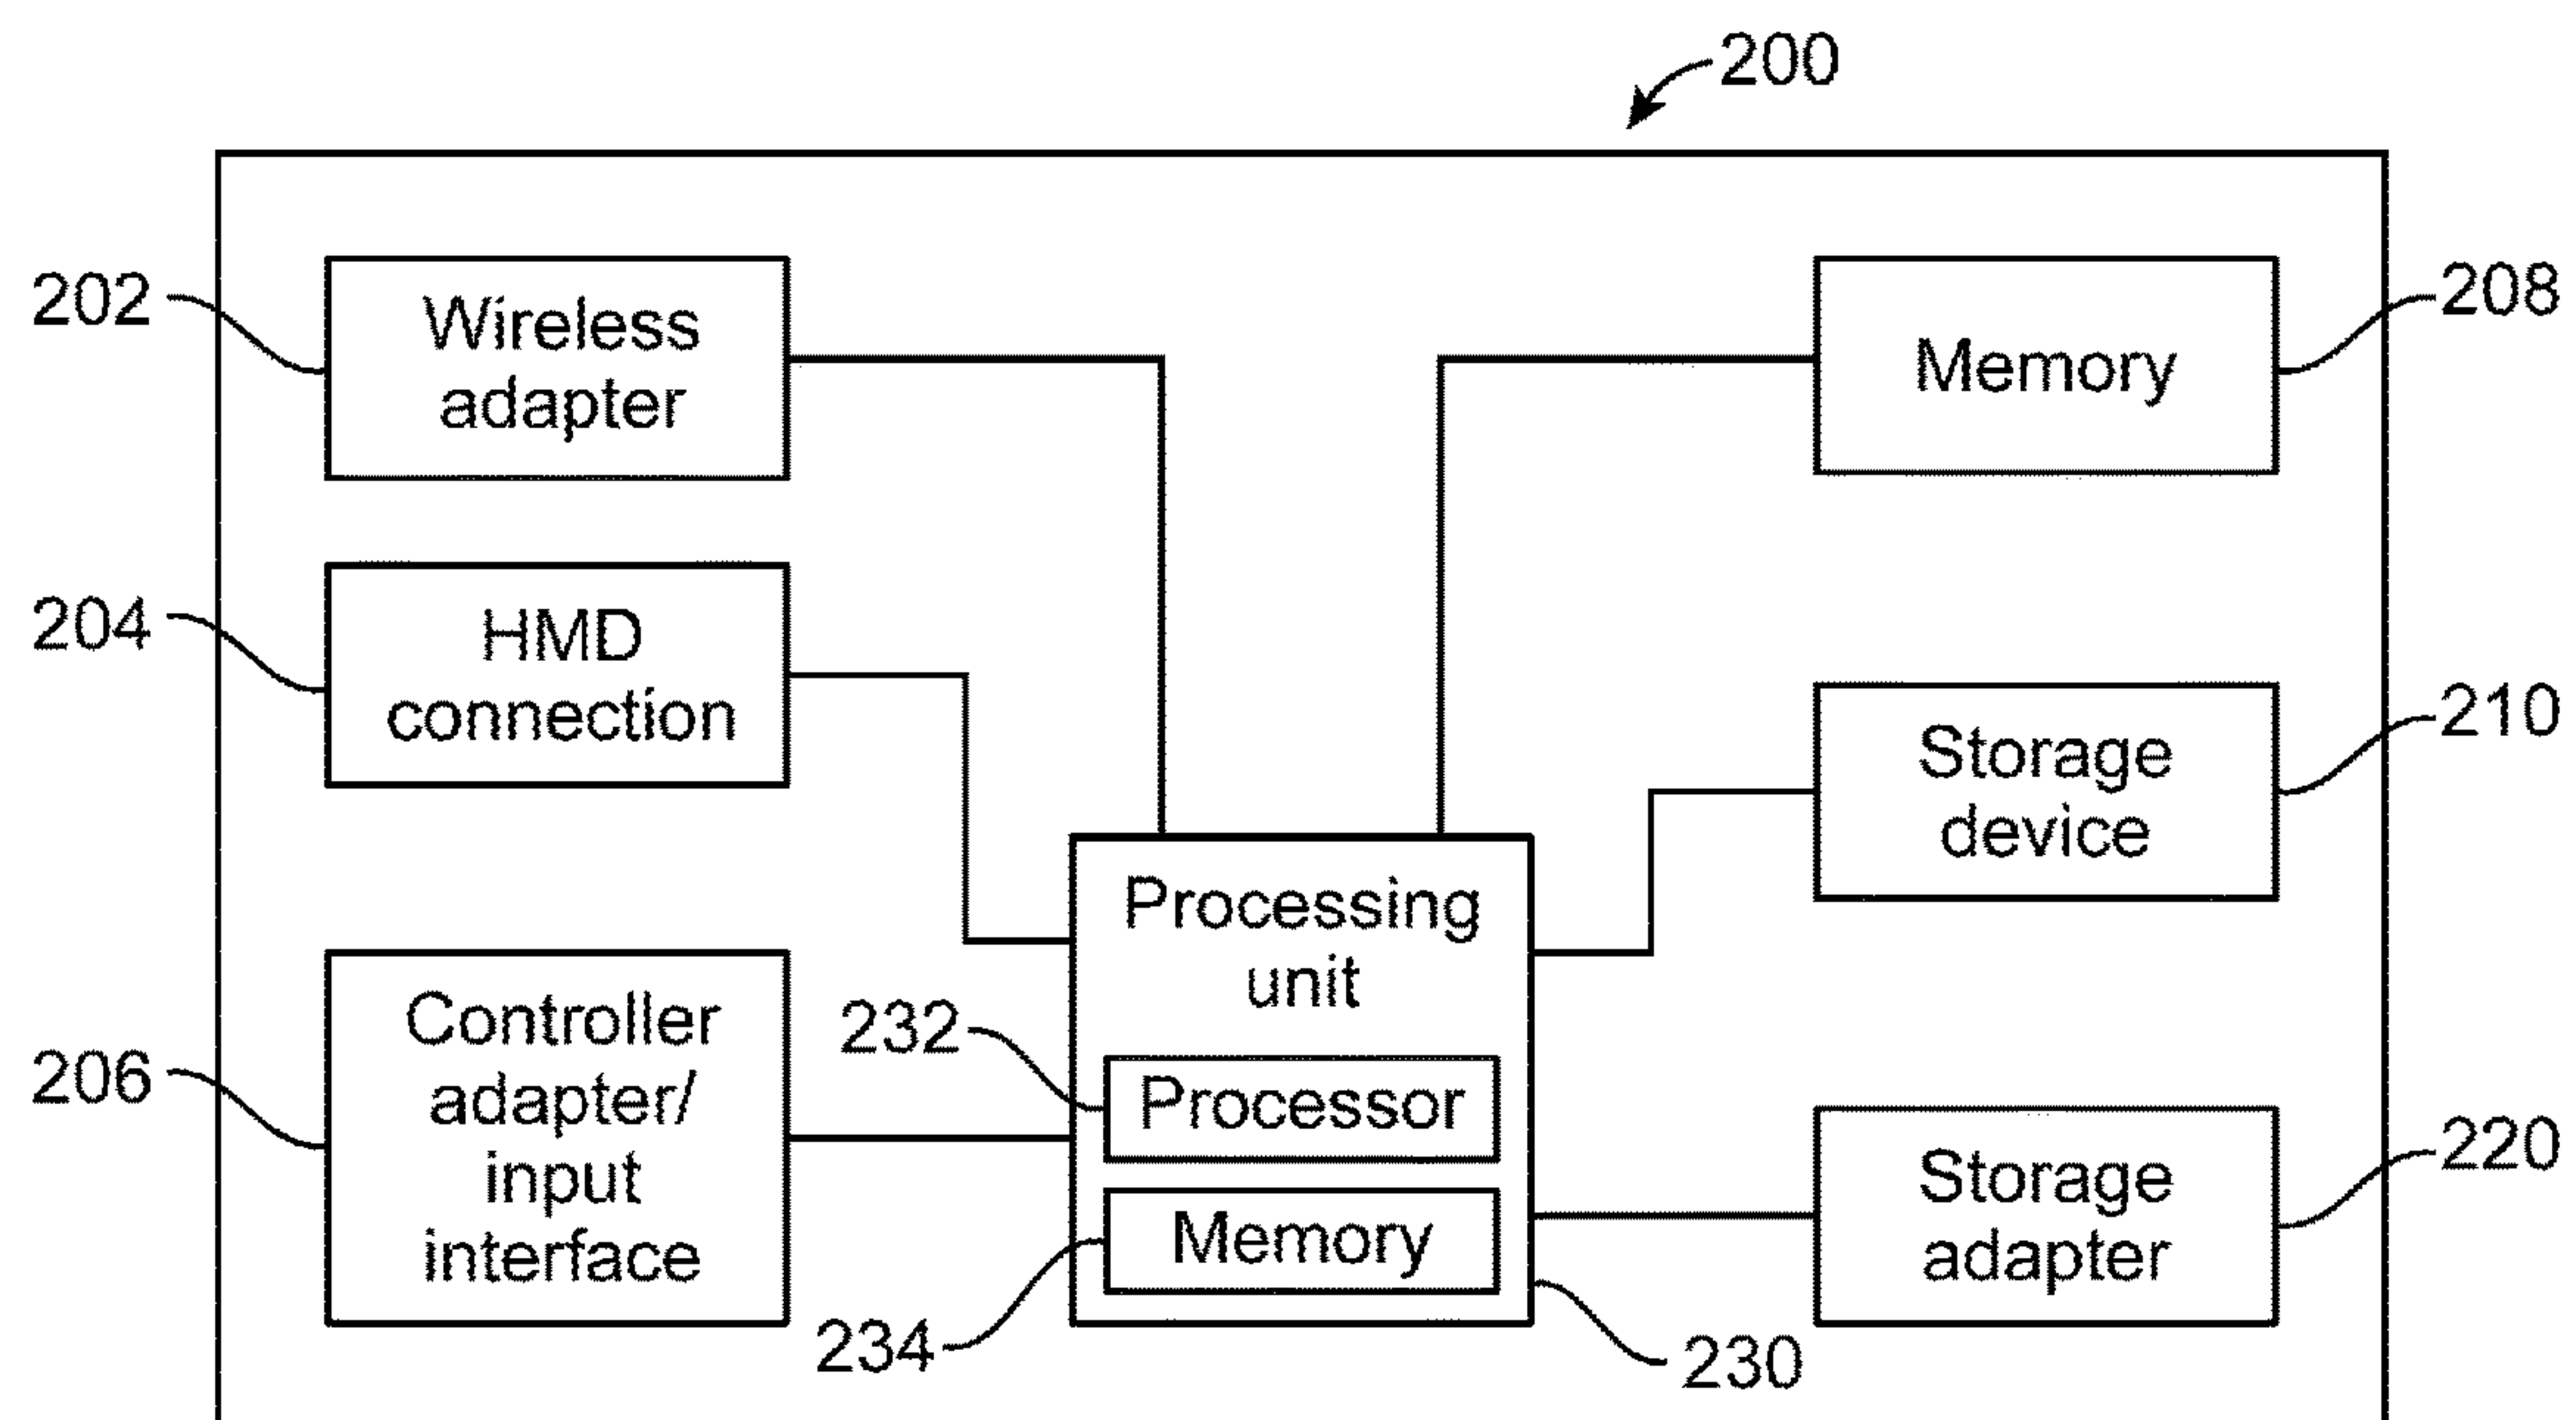 200
202
Wireless
adapter
Memory
208
204
HMD
connection
Storage
device
210
206
Controller
adapter/
input
interface
Processing
unit
232
Processor
Memory
234
230
Storage
adapter
220